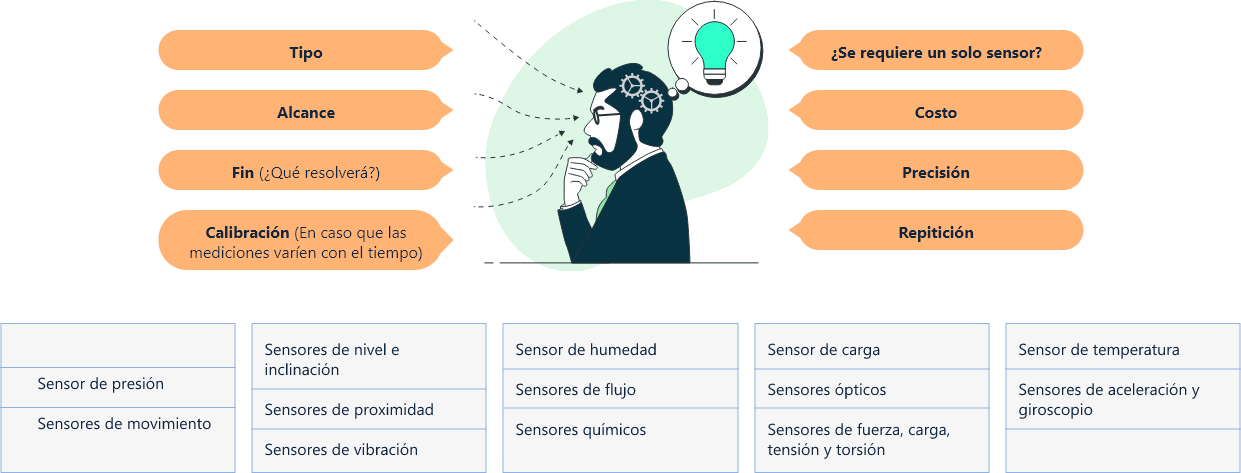 Tipo
Alcance
Fin (¿Qué resolverá?)
Calibración (En caso que las
mediciones varíen con el tiempo)
¿Se requiere un solo sensor?
Costo
Precisión
Repitición
Sensor de presión
Sensores de movimiento
Sensores de nivel e
inclinación
Sensores de proximidad
Sensores de vibración
Sensor de humedad
Sensores de flujo
Sensores químicos
Sensor de carga
Sensores ópticos
Sensores de fuerza, carga,
tensión y torsión
Sensor de temperatura
Sensores de aceleración y
giroscopio